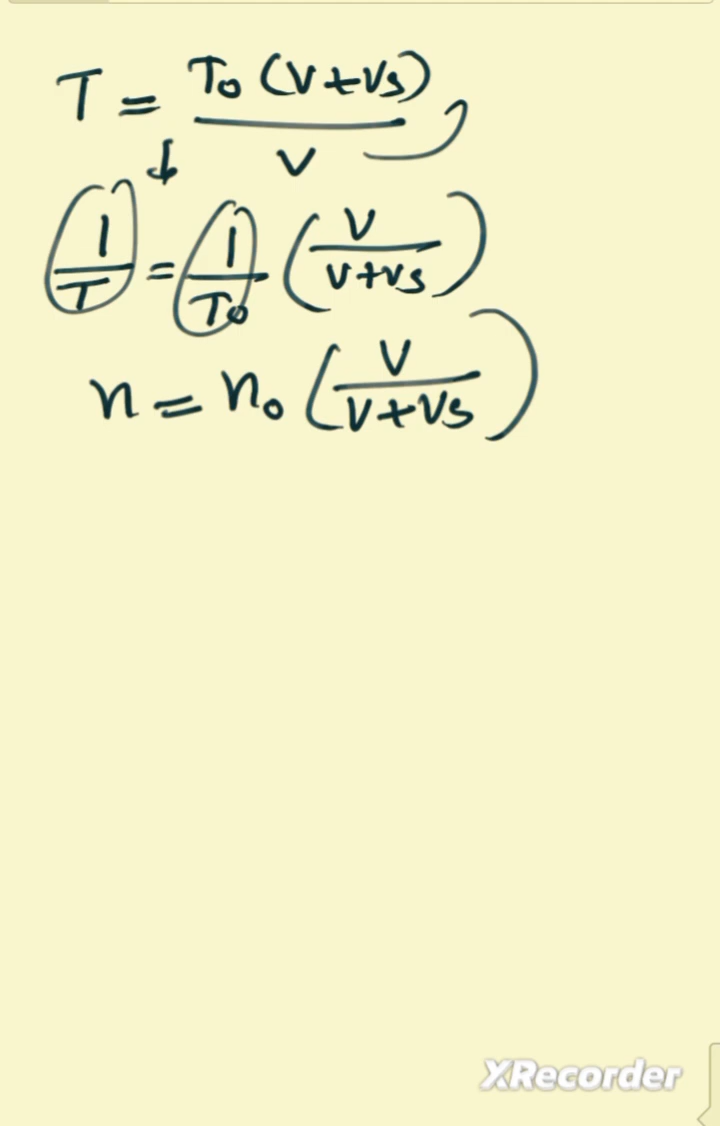 T = T₀ (V+Vs) / V
1/T = 1/T₀ (V / V+Vs)
n = n₀ (V / V+Vs)
XRecorder